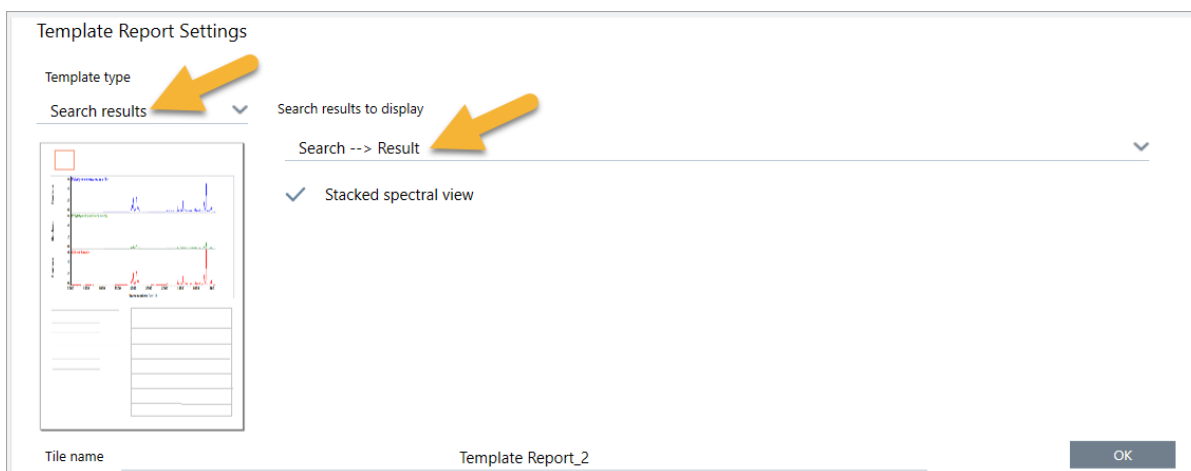 Template Report Settings
Template type
Search results
Search results to display
Search --> Result
Stacked spectral view
Tile name
Template Report_2
OK